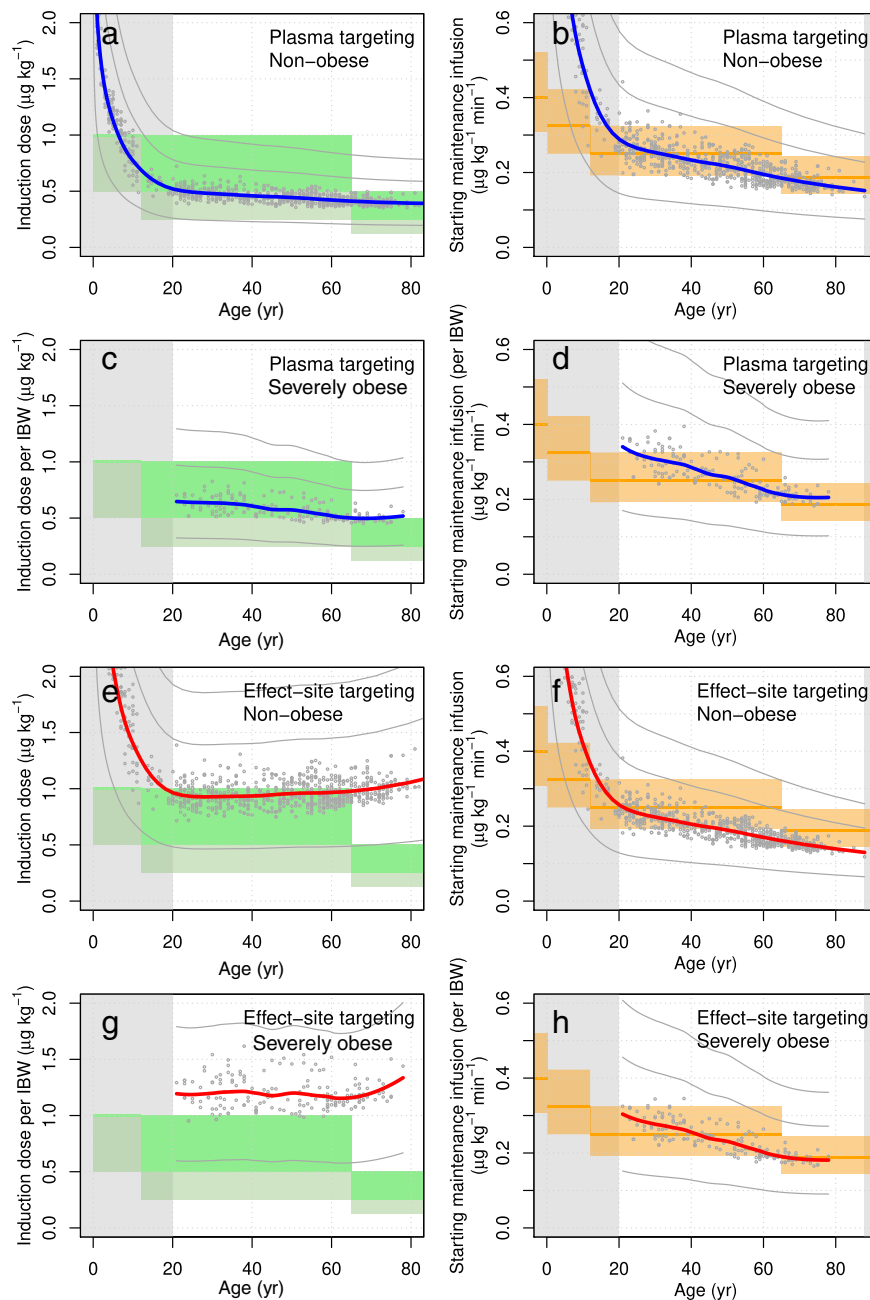 a
Plasma targeting
Non−obese
Induction dose (µg kg−1)
0.0 0.5 1.0 1.5 2.0
0 20 40 60 80
Age (yr)
b
Plasma targeting
Non−obese
Starting maintenance infusion
(µg kg−1 min−1)
0.0 0.2 0.4 0.6
0 20 40 60 80
Age (yr)
c
Plasma targeting
Severely obese
Induction dose per IBW (µg kg−1)
0.0 0.5 1.0 1.5 2.0
0 20 40 60 80
Age (yr)
d
Plasma targeting
Severely obese
Starting maintenance infusion (per IBW)
(µg kg−1 min−1)
0.0 0.2 0.4 0.6
0 20 40 60 80
Age (yr)
e
Effect−site targeting
Non−obese
Induction dose (µg kg−1)
0.0 0.5 1.0 1.5 2.0
0 20 40 60 80
Age (yr)
f
Effect−site targeting
Non−obese
Starting maintenance infusion
(µg kg−1 min−1)
0.0 0.2 0.4 0.6
0 20 40 60 80
Age (yr)
g
Effect−site targeting
Severely obese
Induction dose per IBW (µg kg−1)
0.0 0.5 1.0 1.5 2.0
0 20 40 60 80
Age (yr)
h
Effect−site targeting
Severely obese
Starting maintenance infusion (per IBW)
(µg kg−1 min−1)
0.0 0.2 0.4 0.6
0 20 40 60 80
Age (yr)